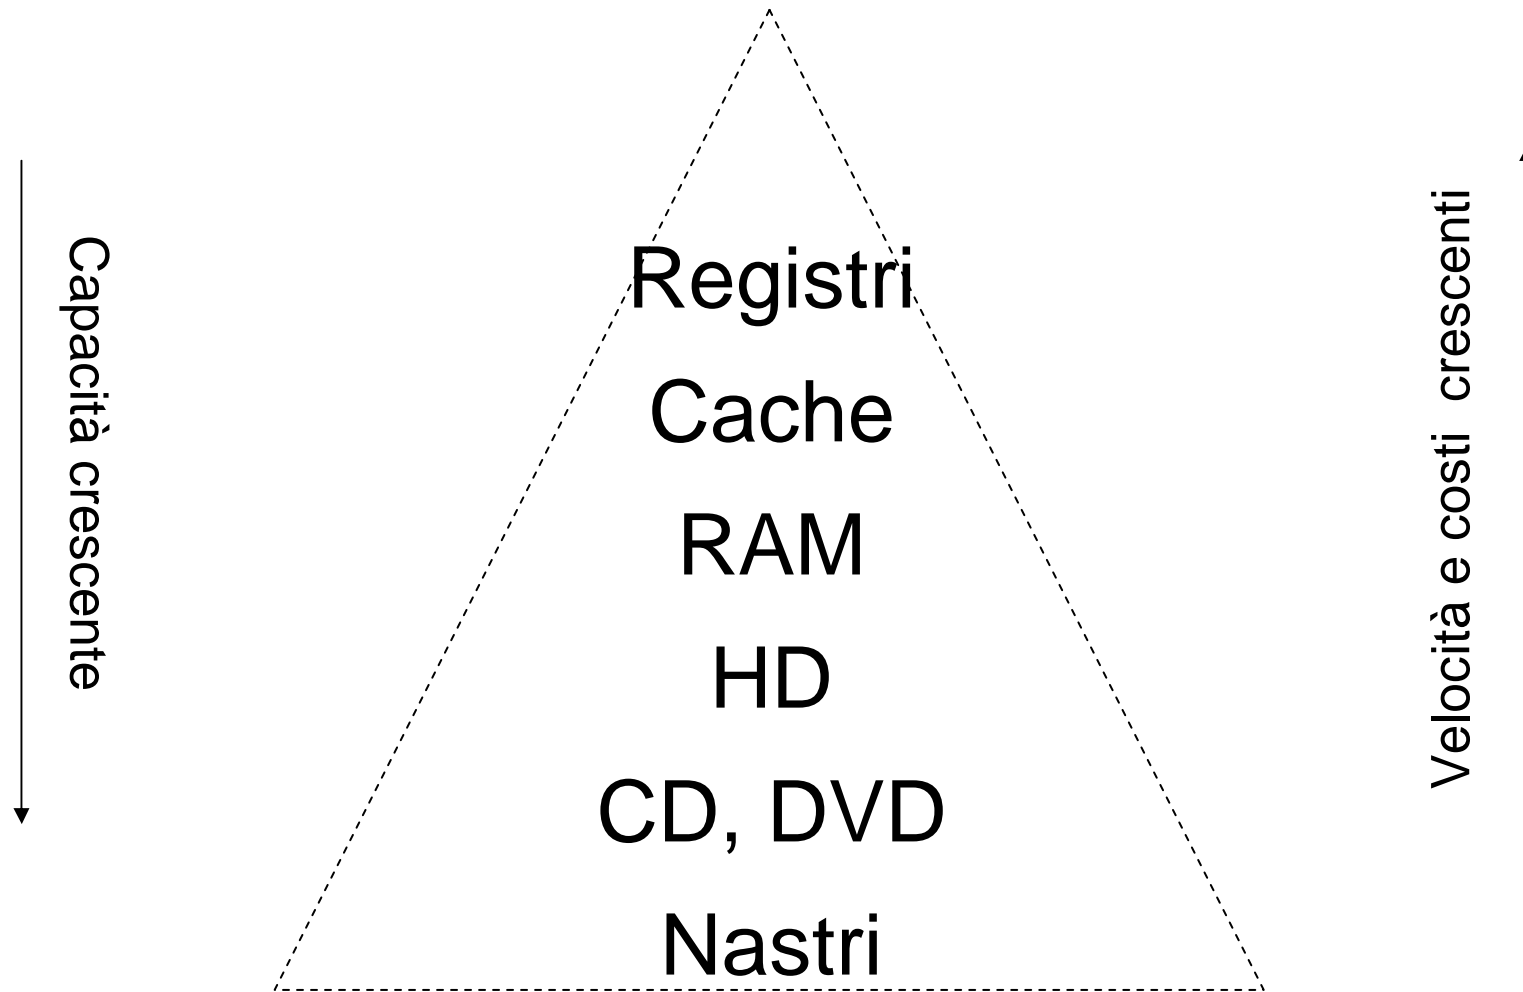 Capacità crescente
Registri
Cache
RAM
HD
CD, DVD
Nastri
Velocità e costi crescenti